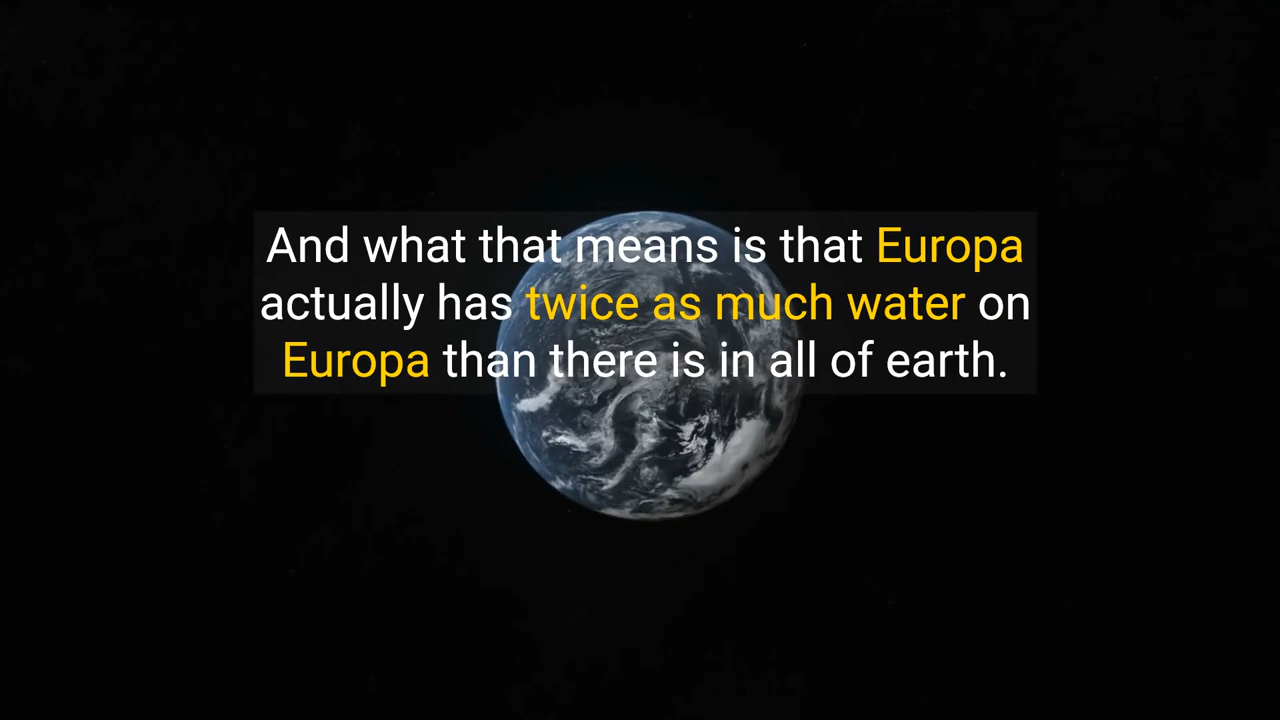 And what that means is that Europa
actually has twice as much water on
Europa than there is in all of earth.